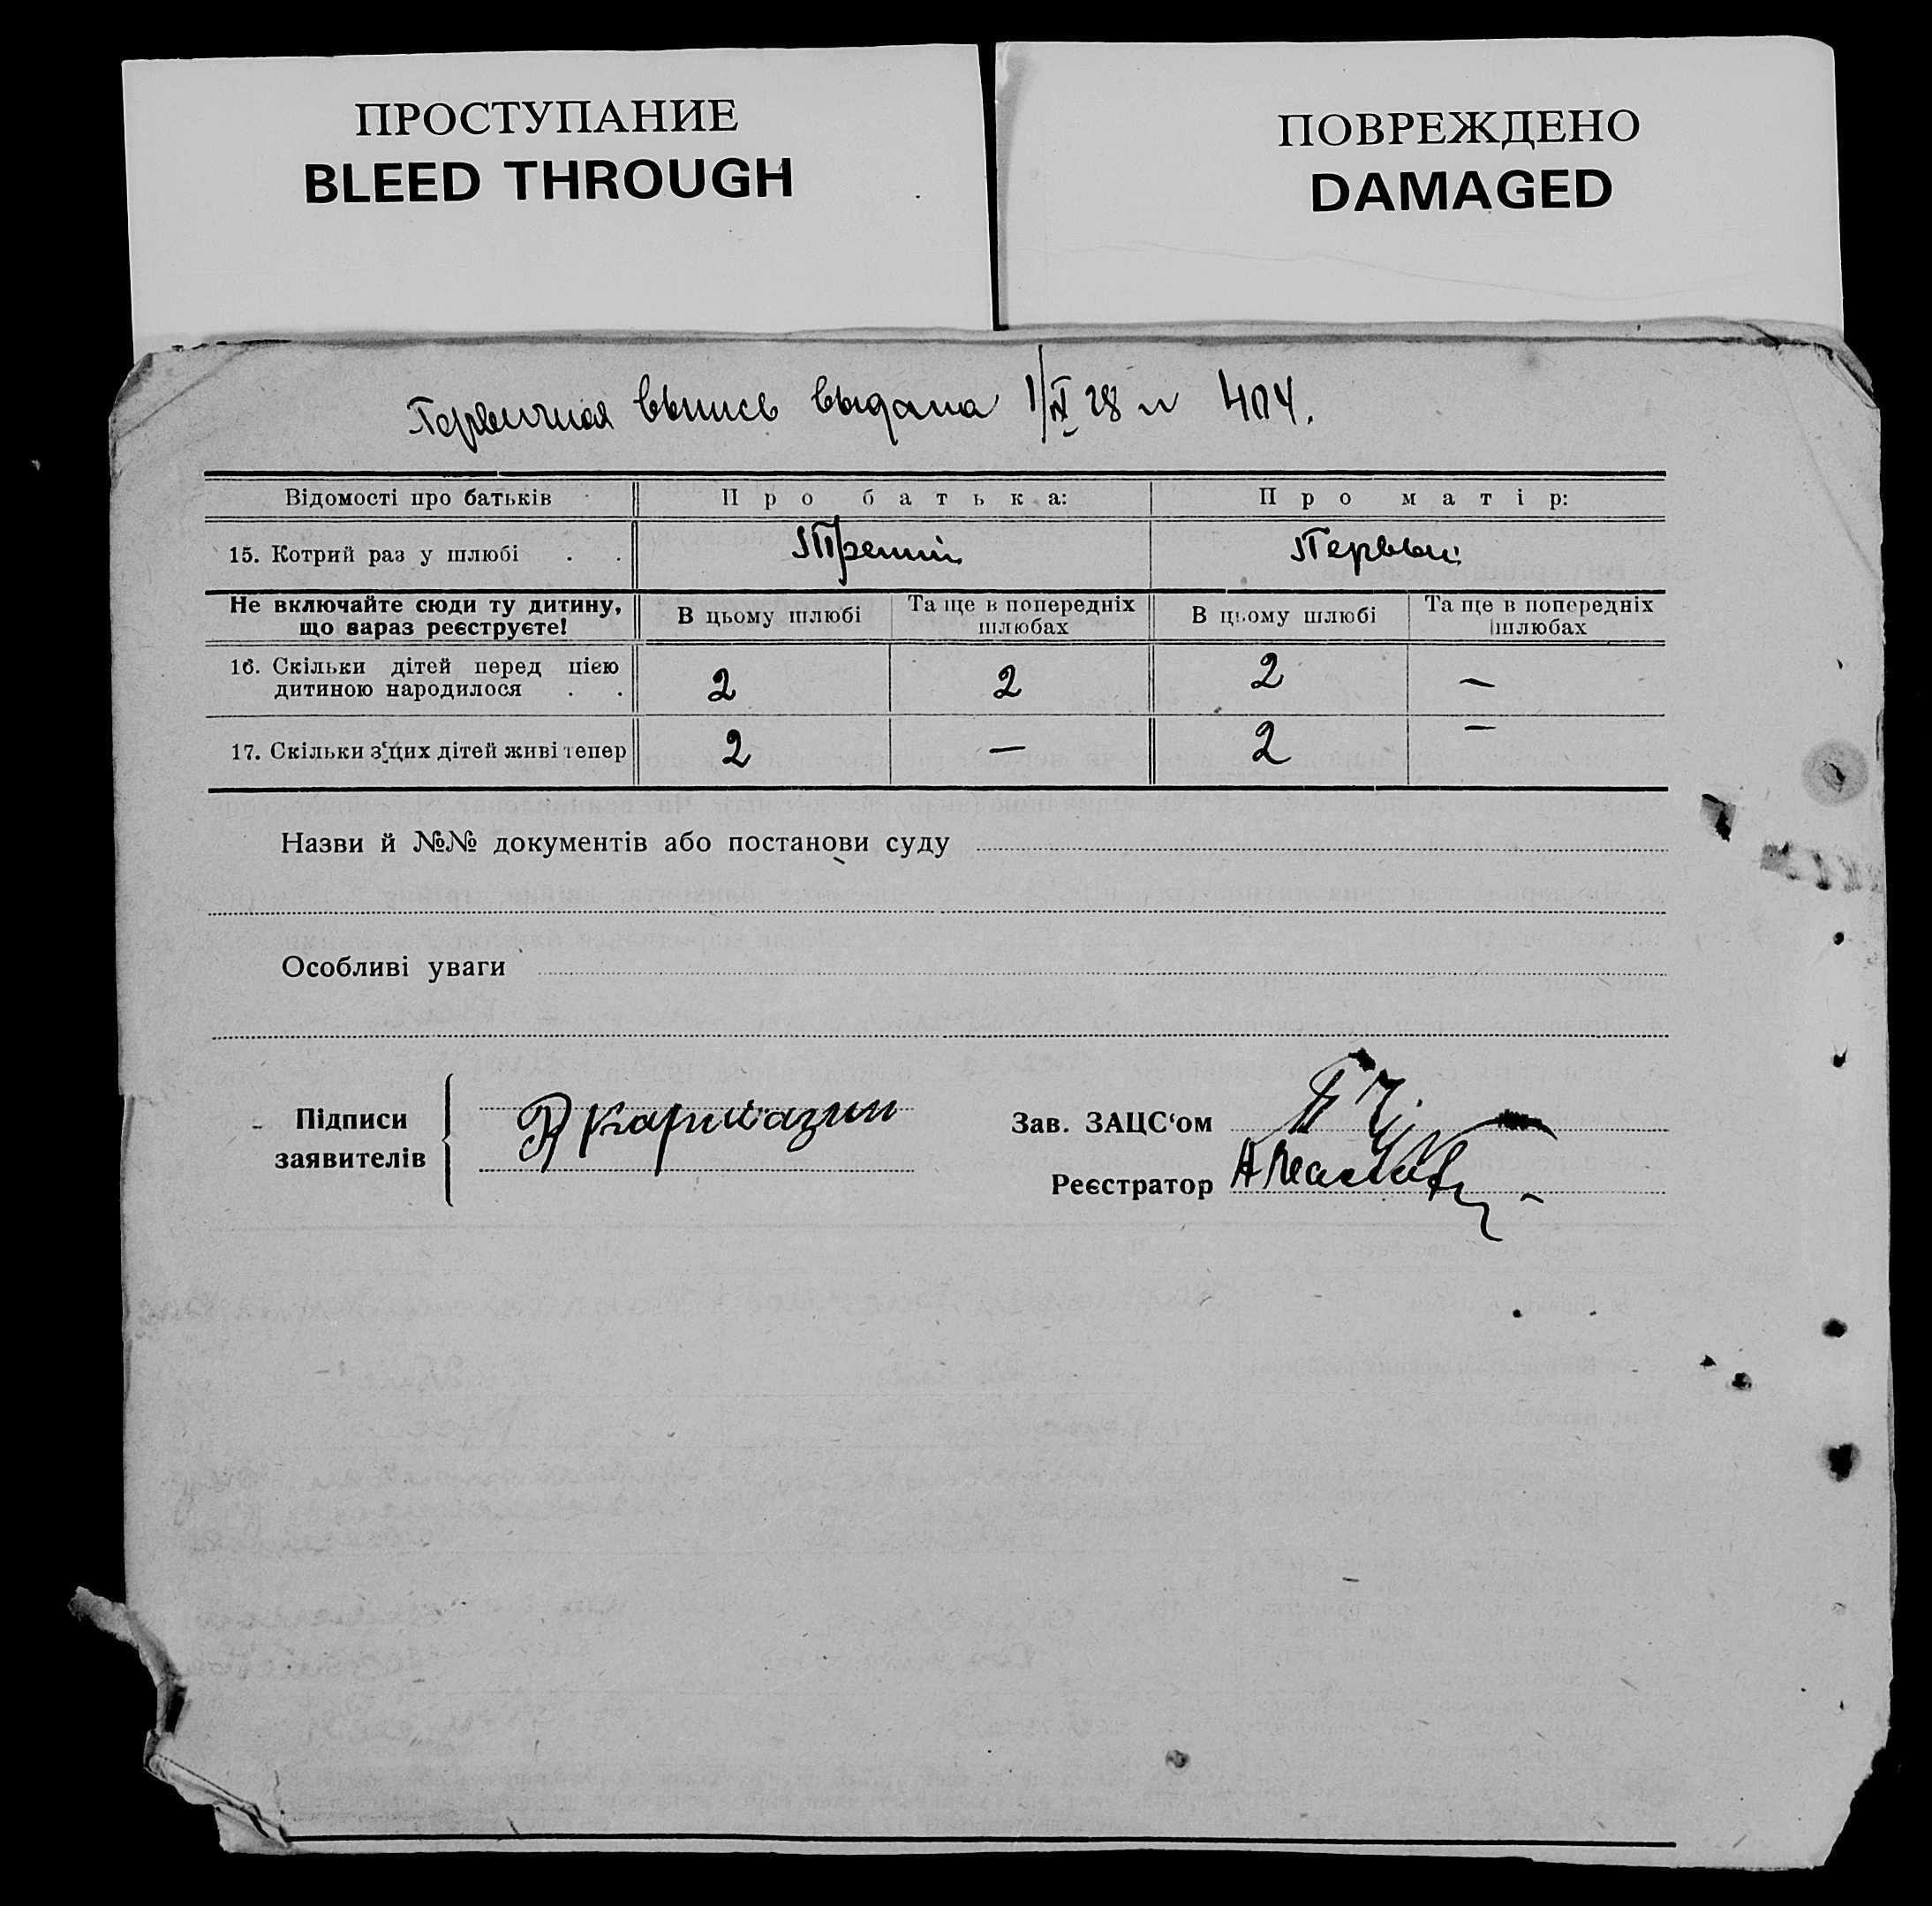 ПРОСТУПАНИЕ
BLEED THROUGH
ПОВРЕЖДЕНО
DAMAGED
Первичная выпись выдана 28 404.
Відомості про батьків Про батька: Про матір:
15. Котрий раз у шлюбі . . Третий Первый
Не включайте сюди ту дитину, що зараз реєструєте! В цьому шлюбі Та ще в попередніх шлюбах В цьому шлюбі Та ще в попередніх шлюбах
16. Скільки дітей перед цією
дитиною народилося . . 2 2 2 —
17. Скільки з цих дітей живі тепер 2 — 2 —
Назви й №№ документів або постанови суду
Особливі уваги
Підписи
заявителів
Зав. ЗАЦС‘ом
Реєстратор